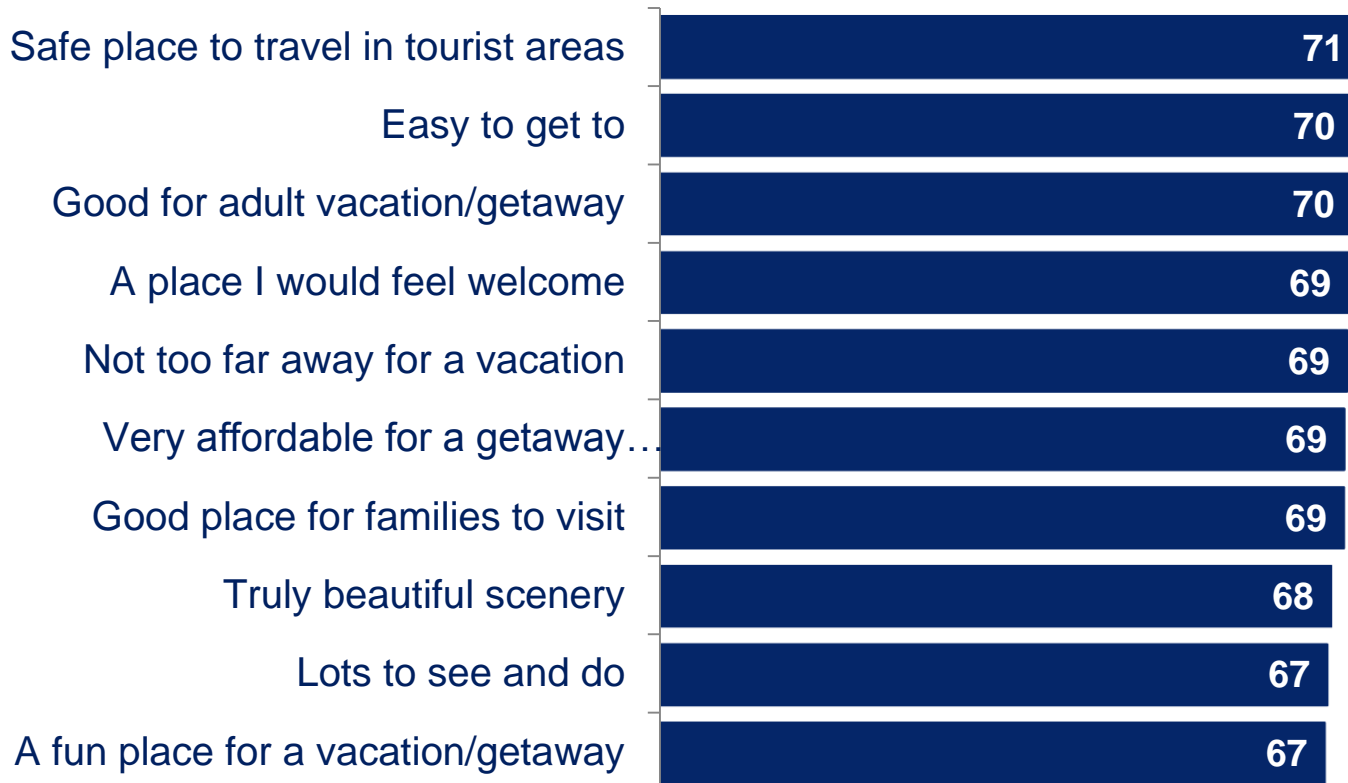 Safe place to travel in tourist areas 71
Easy to get to 70
Good for adult vacation/getaway 70
A place I would feel welcome 69
Not too far away for a vacation 69
Very affordable for a getaway… 69
Good place for families to visit 69
Truly beautiful scenery 68
Lots to see and do 67
A fun place for a vacation/getaway 67